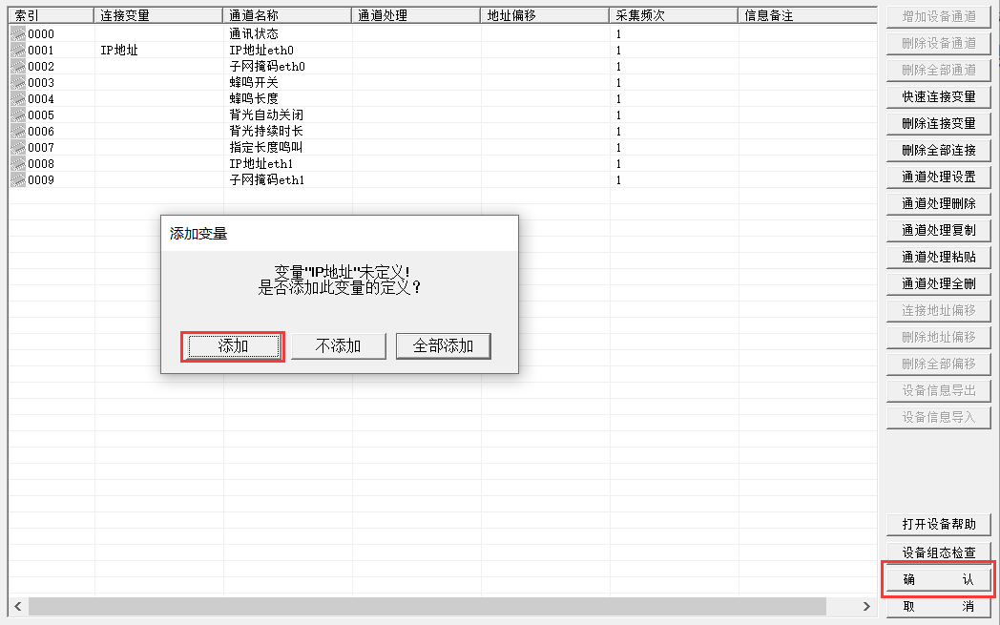 索引 连接变量 通道名称 通道处理 地址偏移 采集频次 信息备注
0000 通讯状态 1
0001 IP地址 IP地址eth0 1
0002 子网掩码eth0 1
0003 蜂鸣开关 1
0004 蜂鸣长度 1
0005 背光自动关闭 1
0006 背光持续时长 1
0007 指定长度鸣叫 1
0008 IP地址eth1 1
0009 子网掩码eth1 1
添加变量
变量"IP地址"未定义!
是否添加此变量的定义？
添加 不添加 全部添加
增加设备通道
删除设备通道
删除全部通道
快速连接变量
删除连接变量
删除全部连接
通道处理设置
通道处理删除
通道处理复制
通道处理粘贴
通道处理全删
连接地址偏移
删除地址偏移
删除全部偏移
设备信息导出
设备信息导入
打开设备帮助
设备组态检查
确 认
取 消